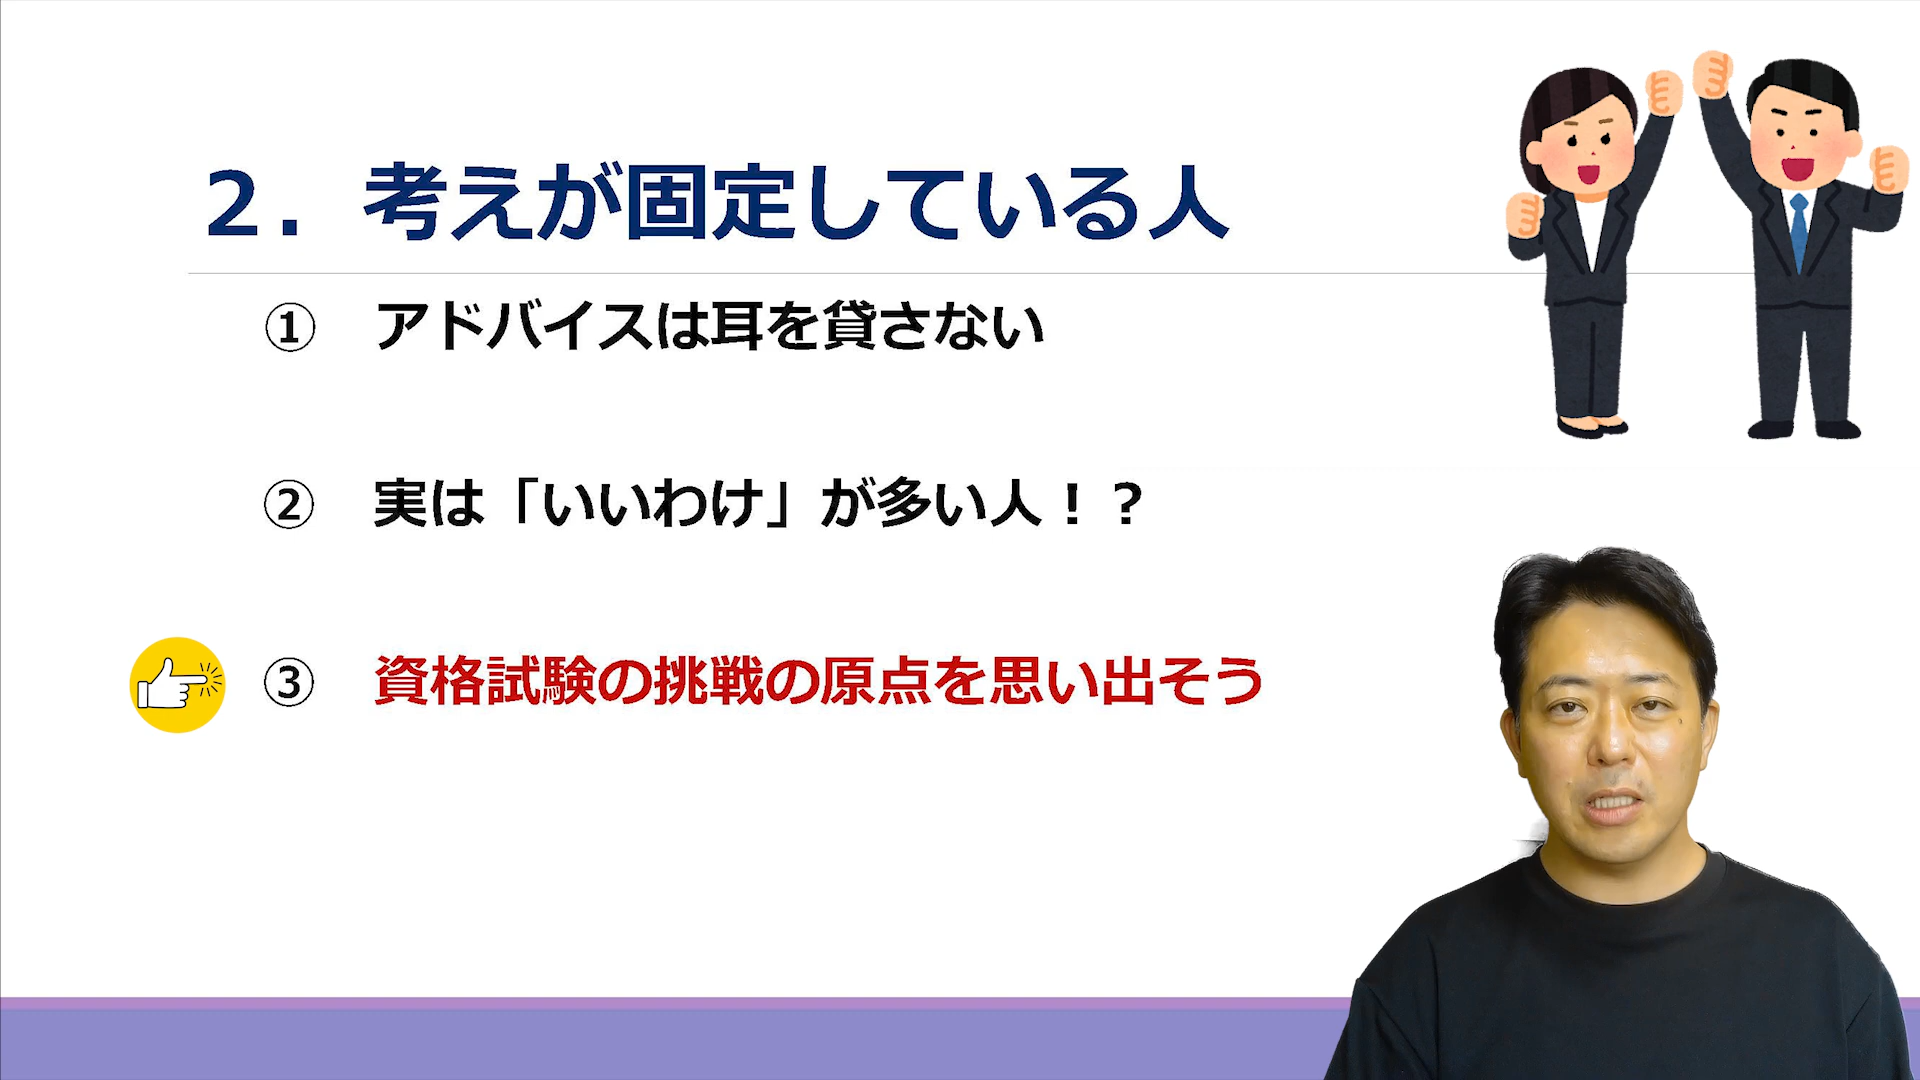 ２．考えが固定している人
① アドバイスは耳を貸さない
② 実は「いいわけ」が多い人！？
③ 資格試験の挑戦の原点を思い出そう